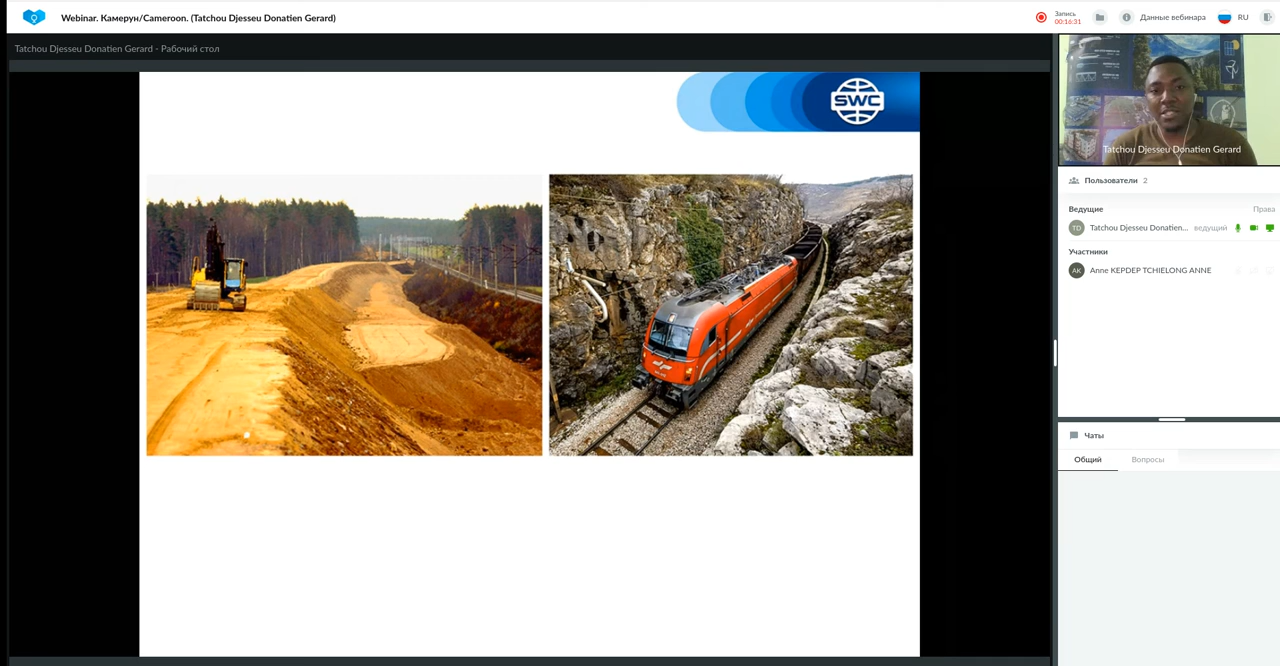 Webinar. Камерун/Cameroon. (Tatchou Djesseu Donatien Gerard)
Запись
00:16:31
Данные вебинара
RU
Tatchou Djesseu Donatien Gerard - Рабочий стол
SWC
Tatchou Djesseu Donatien Gerard
Пользователи 2
Ведущие
Права
TD Tatchou Djesseu Donatien... ведущий
Участники
AK Anne KEPDEP TCHIELONG ANNE
Чаты
Общий
Вопросы